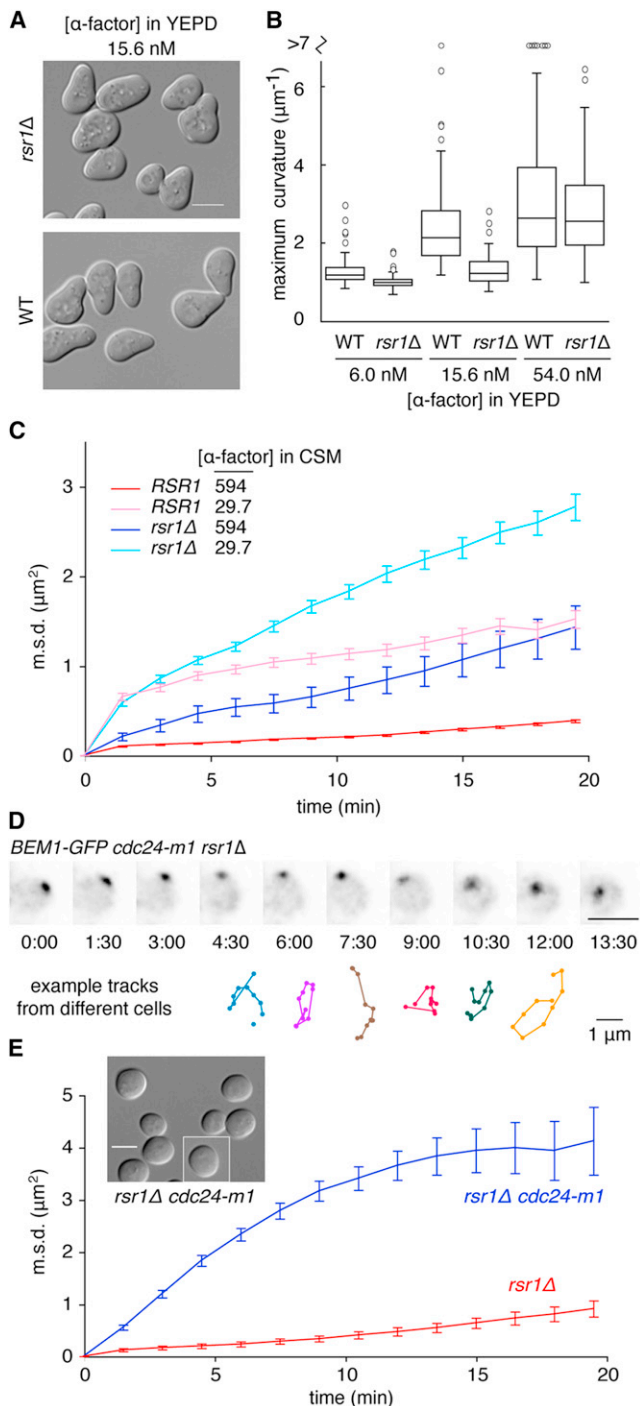 A
[α-factor] in YEPD
15.6 nM
rsr1Δ
WT
B
maximum curvature (µm⁻¹)
>7
6
4
2
0
WT rsr1Δ WT rsr1Δ WT rsr1Δ
6.0 nM 15.6 nM 54.0 nM
[α-factor] in YEPD
C
[α-factor] in CSM
RSR1 594
RSR1 29.7
rsr1Δ 594
rsr1Δ 29.7
m.s.d. (µm²)
3
2
1
0
0 5 10 15 20
time (min)
D
BEM1-GFP cdc24-m1 rsr1Δ
0:00 1:30 3:00 4:30 6:00 7:30 9:00 10:30 12:00 13:30
example tracks
from different cells
1 µm
E
m.s.d. (µm²)
5
4
3
2
1
0
rsr1Δ cdc24-m1
rsr1Δ cdc24-m1
rsr1Δ
0 5 10 15 20
time (min)